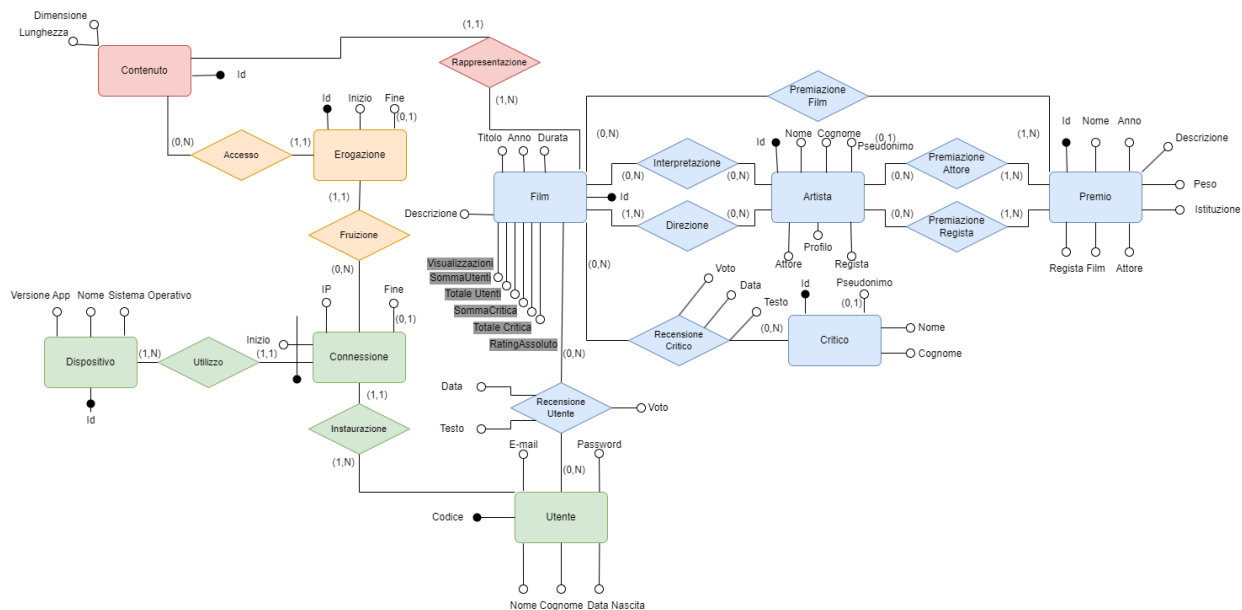 Dimensione
Lunghezza
Contenuto
Id
(1,1)
Rappresentazione
(1,N)
Premiazione
Film
(0,N)
Accesso
(1,1)
Id
Inizio
Fine
(0,1)
Erogazione
(1,1)
Fruizione
(0,N)
Titolo
Anno
Durata
(0,N)
Film
Id
Descrizione
Interpretazione
(0,N)
(0,N)
Direzione
(1,N)
(0,N)
Id
Nome
Cognome
(0,1)
Pseudonimo
Artista
Attore
Profilo
Regista
Premiazione
Attore
(0,N)
(1,N)
Premiazione
Regista
(0,N)
(1,N)
(1,N)
Id
Nome
Anno
Descrizione
Peso
Istituzione
Premio
Regista
Film
Attore
Visualizzazioni
SommaUtenti
Totale Utenti
SommaCritica
Totale Critica
RatingAssoluto
(0,N)
(0,N)
Voto
Data
Testo
Recensione
Critico
(0,N)
Id
Pseudonimo
(0,1)
Critico
Nome
Cognome
Versione App
Nome
Sistema Operativo
Dispositivo
Id
(1,N)
Utilizzo
(1,1)
Inizio
IP
Fine
(0,1)
Connessione
(1,1)
Instaurazione
(1,N)
Data
Testo
Recensione
Utente
Voto
(0,N)
E-mail
Password
Codice
Utente
Nome
Cognome
Data Nascita